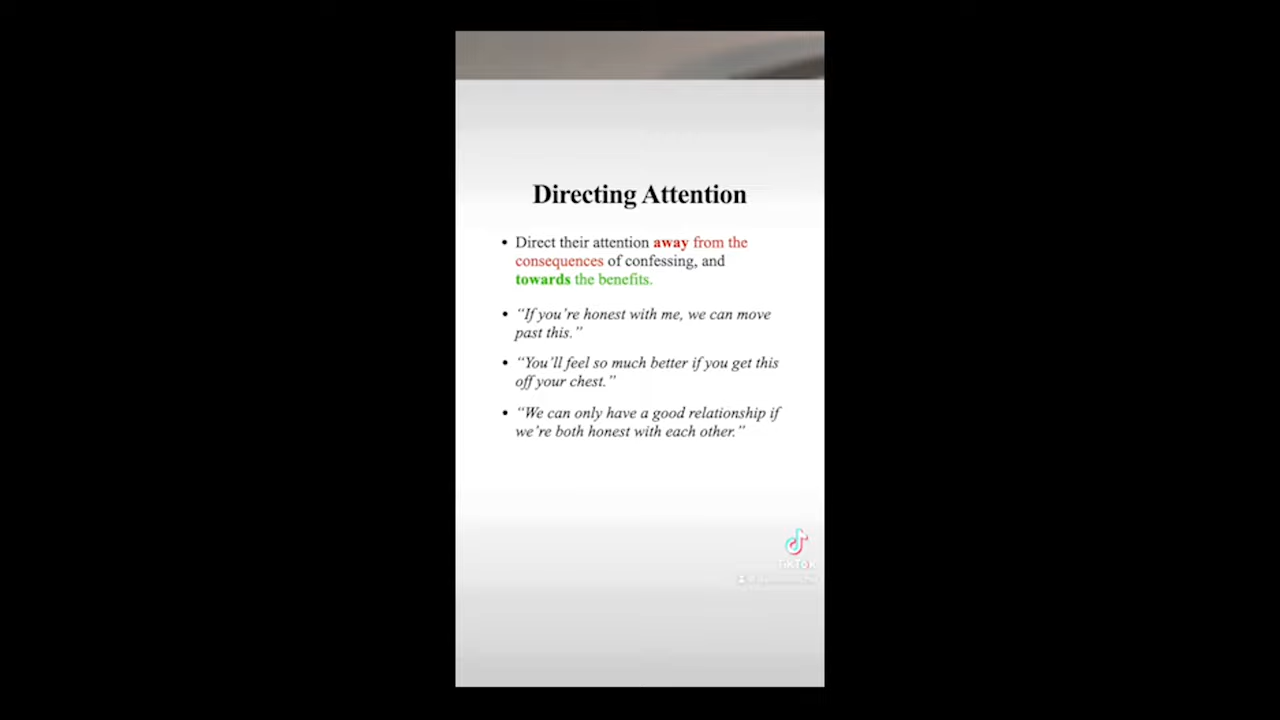 Directing Attention
• Direct their attention away from the
consequences of confessing, and
towards the benefits.
• “If you’re honest with me, we can move
past this.”
• “You’ll feel so much better if you get this
off your chest.”
• “We can only have a good relationship if
we’re both honest with each other.”
TikTok